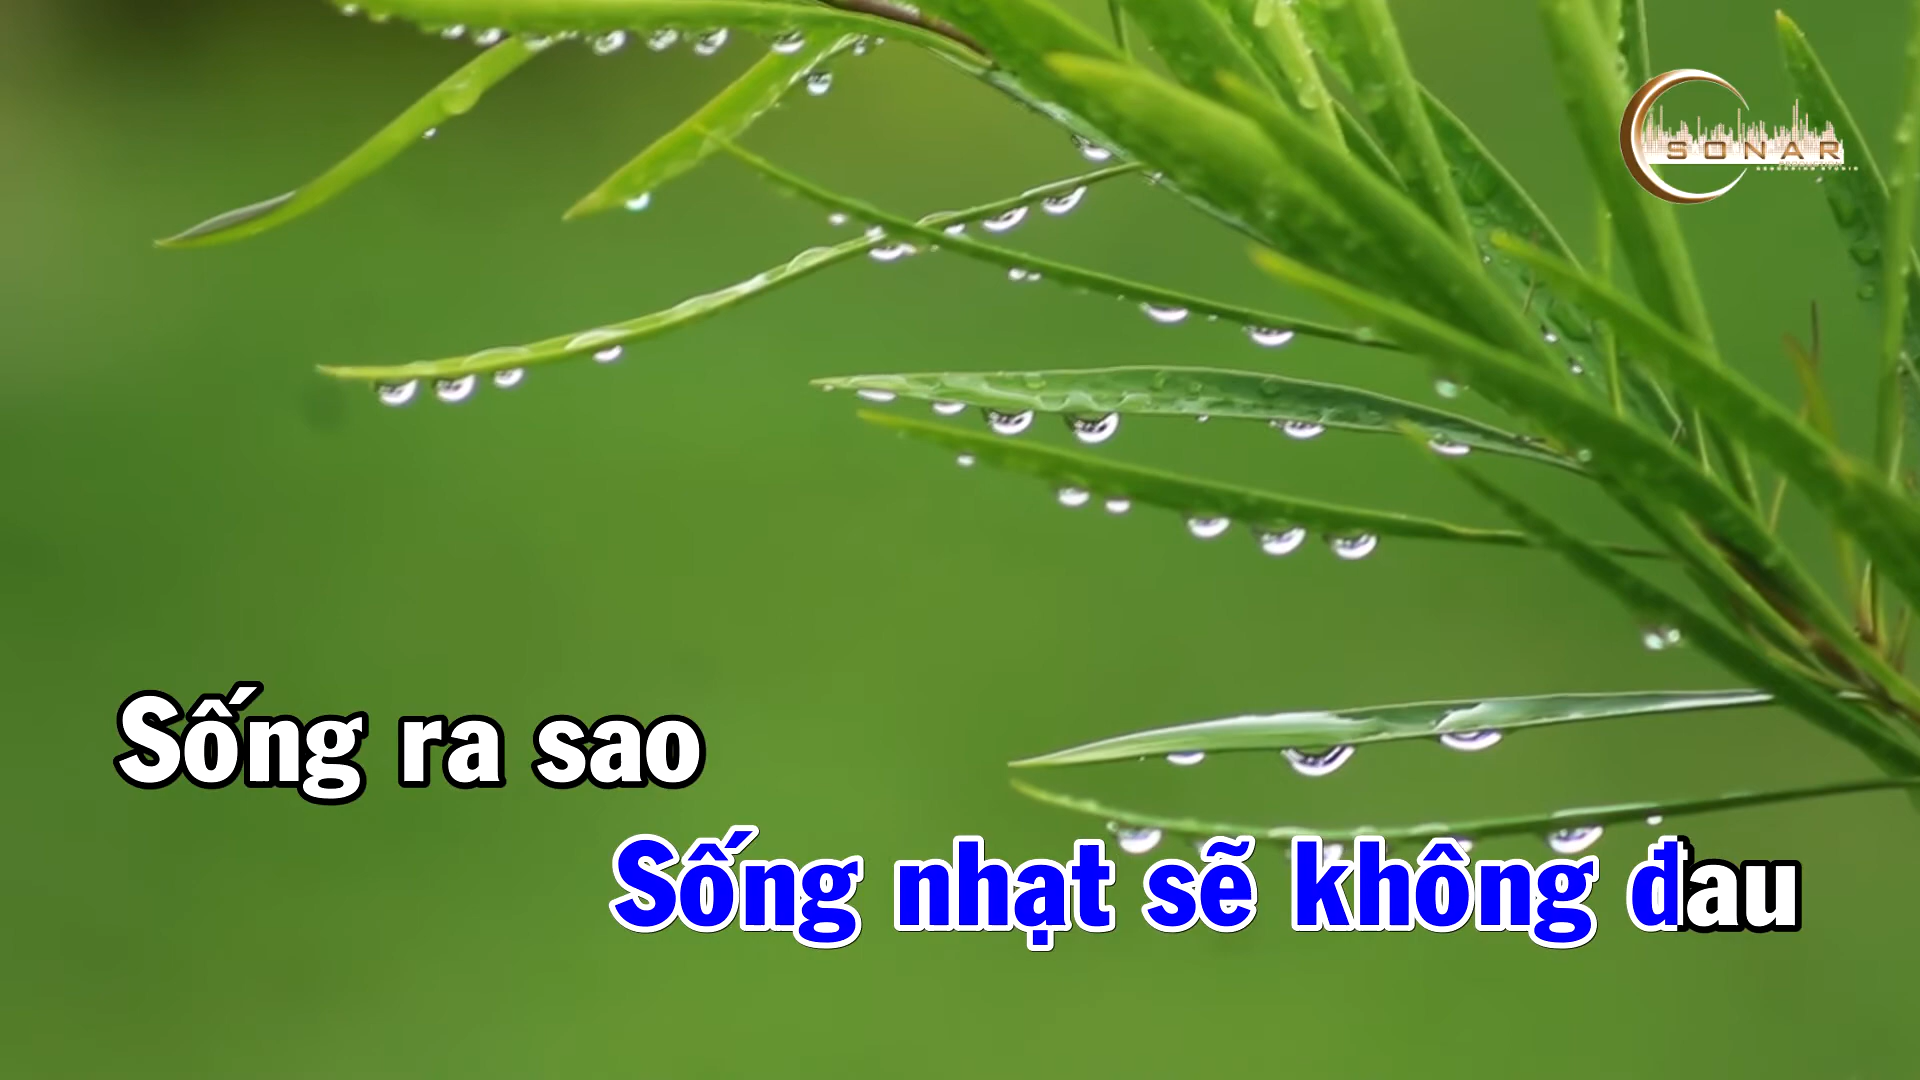 SONAR
Sống ra sao
Sống nhạt sẽ không đau